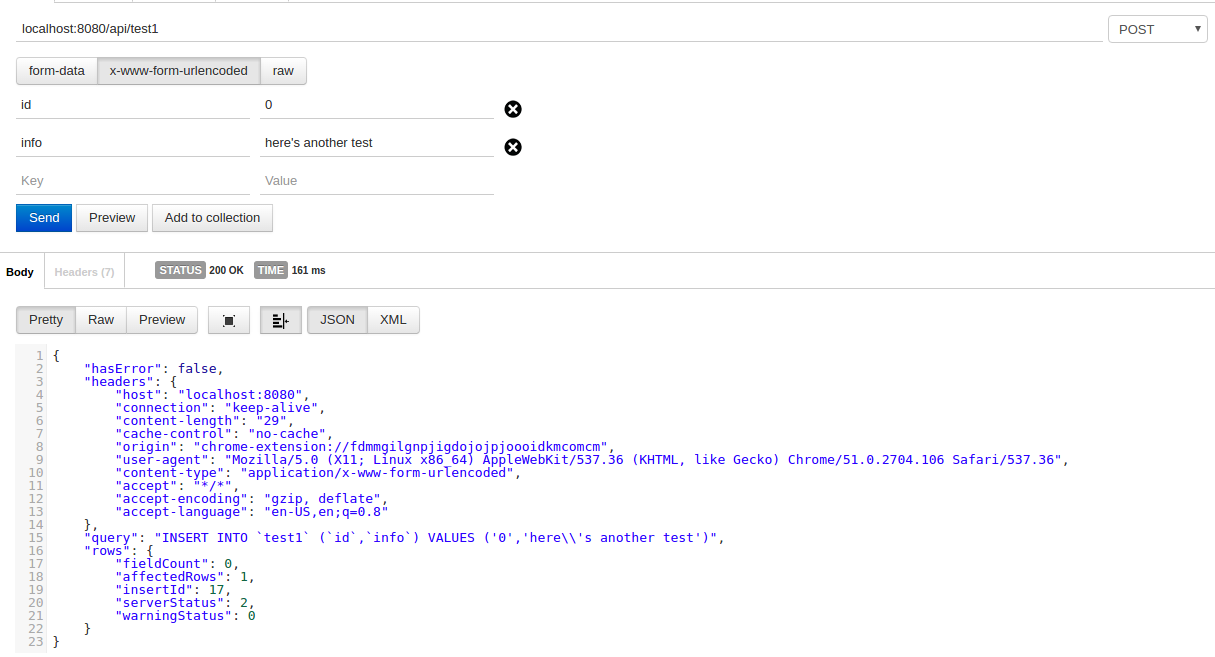 localhost:8080/api/test1 POST
form-data x-www-form-urlencoded raw
id 0
info here's another test
Key Value
Send Preview Add to collection
Body Headers (7) STATUS 200 OK TIME 161 ms
Pretty Raw Preview JSON XML
1 {
2 "hasError": false,
3 "headers": {
4 "host": "localhost:8080",
5 "connection": "keep-alive",
6 "content-length": "29",
7 "cache-control": "no-cache",
8 "origin": "chrome-extension://fdmmgilgnpjigdojojpjoooidkmcomcm",
9 "user-agent": "Mozilla/5.0 (X11; Linux x86_64) AppleWebKit/537.36 (KHTML, like Gecko) Chrome/51.0.2704.106 Safari/537.36",
10 "content-type": "application/x-www-form-urlencoded",
11 "accept": "*/*",
12 "accept-encoding": "gzip, deflate",
13 "accept-language": "en-US,en;q=0.8"
14 },
15 "query": "INSERT INTO `test1` (`id`,`info`) VALUES ('0','here\\'s another test')",
16 "rows": {
17 "fieldCount": 0,
18 "affectedRows": 1,
19 "insertId": 17,
20 "serverStatus": 2,
21 "warningStatus": 0
22 }
23 }